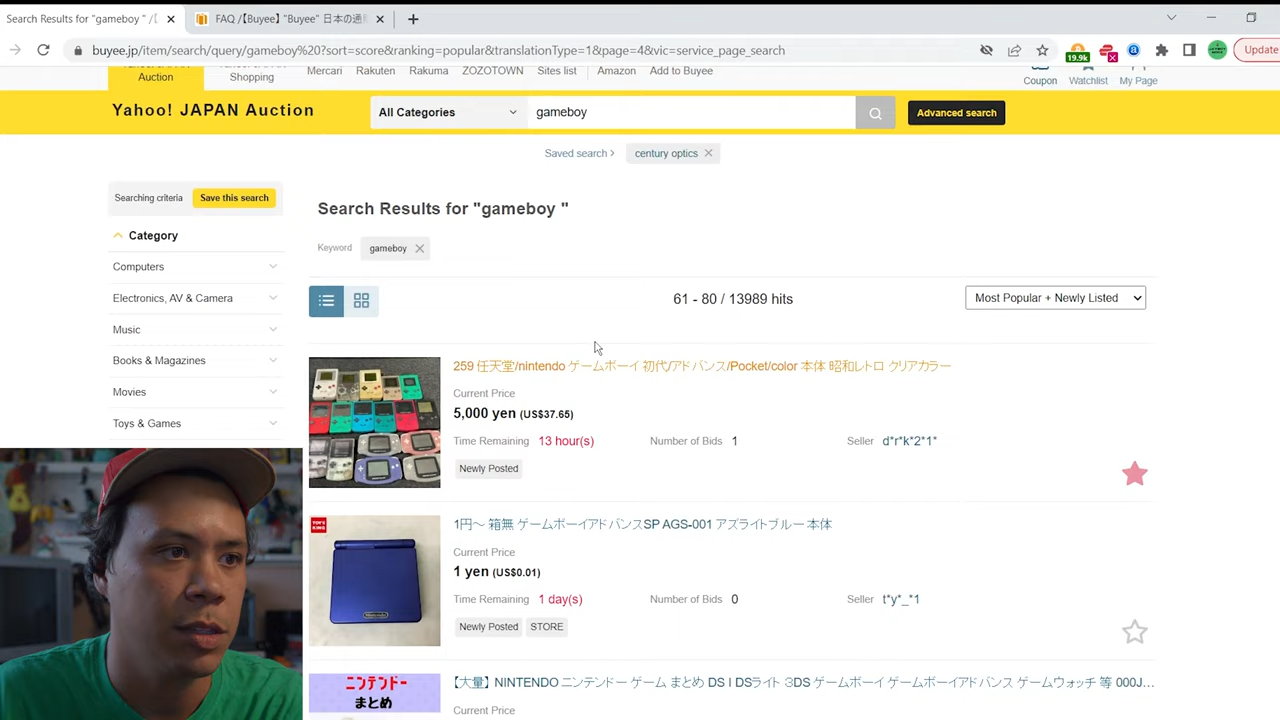 Search Results for "gameboy " /【
FAQ /【Buyee】 "Buyee" 日本の通
buyee.jp/item/search/query/gameboy%20?sort=score&ranking=popular&translationType=1&page=4&vic=service_page_search
19.9k
Update
Auction
Shopping
Mercari
Rakuten
Rakuma
ZOZOTOWN
Sites list
Amazon
Add to Buyee
Coupon
Watchlist
My Page
Yahoo! JAPAN Auction
All Categories
gameboy
Advanced search
Saved search
century optics
Searching criteria
Save this search
Category
Computers
Electronics, AV & Camera
Music
Books & Magazines
Movies
Toys & Games
Search Results for "gameboy "
Keyword
gameboy
61 - 80 / 13989 hits
Most Popular + Newly Listed
259 任天堂/nintendo ゲームボーイ 初代/アドバンス/Pocket/color 本体 昭和レトロ クリアカラー
Current Price
5,000 yen (US$37.65)
Time Remaining 13 hour(s)
Number of Bids 1
Seller d*r*k*2*1*
Newly Posted
1円～ 箱無 ゲームボーイアドバンスSP AGS-001 アズライトブルー 本体
Current Price
1 yen (US$0.01)
Time Remaining 1 day(s)
Number of Bids 0
Seller t*y*_*1
Newly Posted
STORE
ニンテンドー
まとめ
【大量】 NINTENDO ニンテンドー ゲーム まとめ DS I DSライト 3DS ゲームボーイ ゲームボーイアドバンス ゲームウォッチ 等 000J...
Current Price